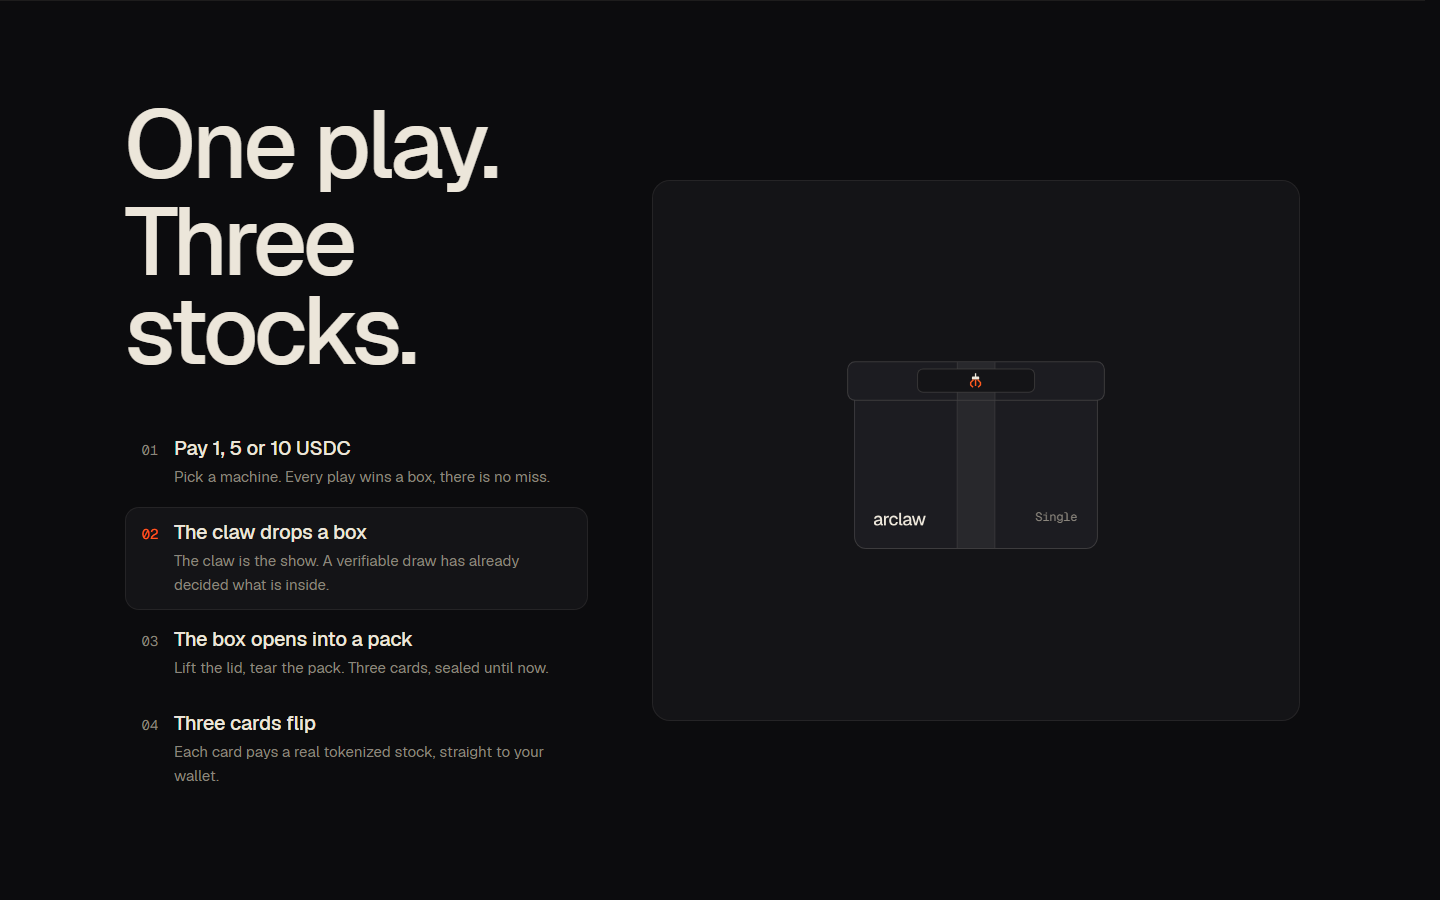 One play.
Three
stocks.
01 Pay 1, 5 or 10 USDC
Pick a machine. Every play wins a box, there is no miss.
02 The claw drops a box
The claw is the show. A verifiable draw has already
decided what is inside.
03 The box opens into a pack
Lift the lid, tear the pack. Three cards, sealed until now.
04 Three cards flip
Each card pays a real tokenized stock, straight to your
wallet.
arclaw
Single